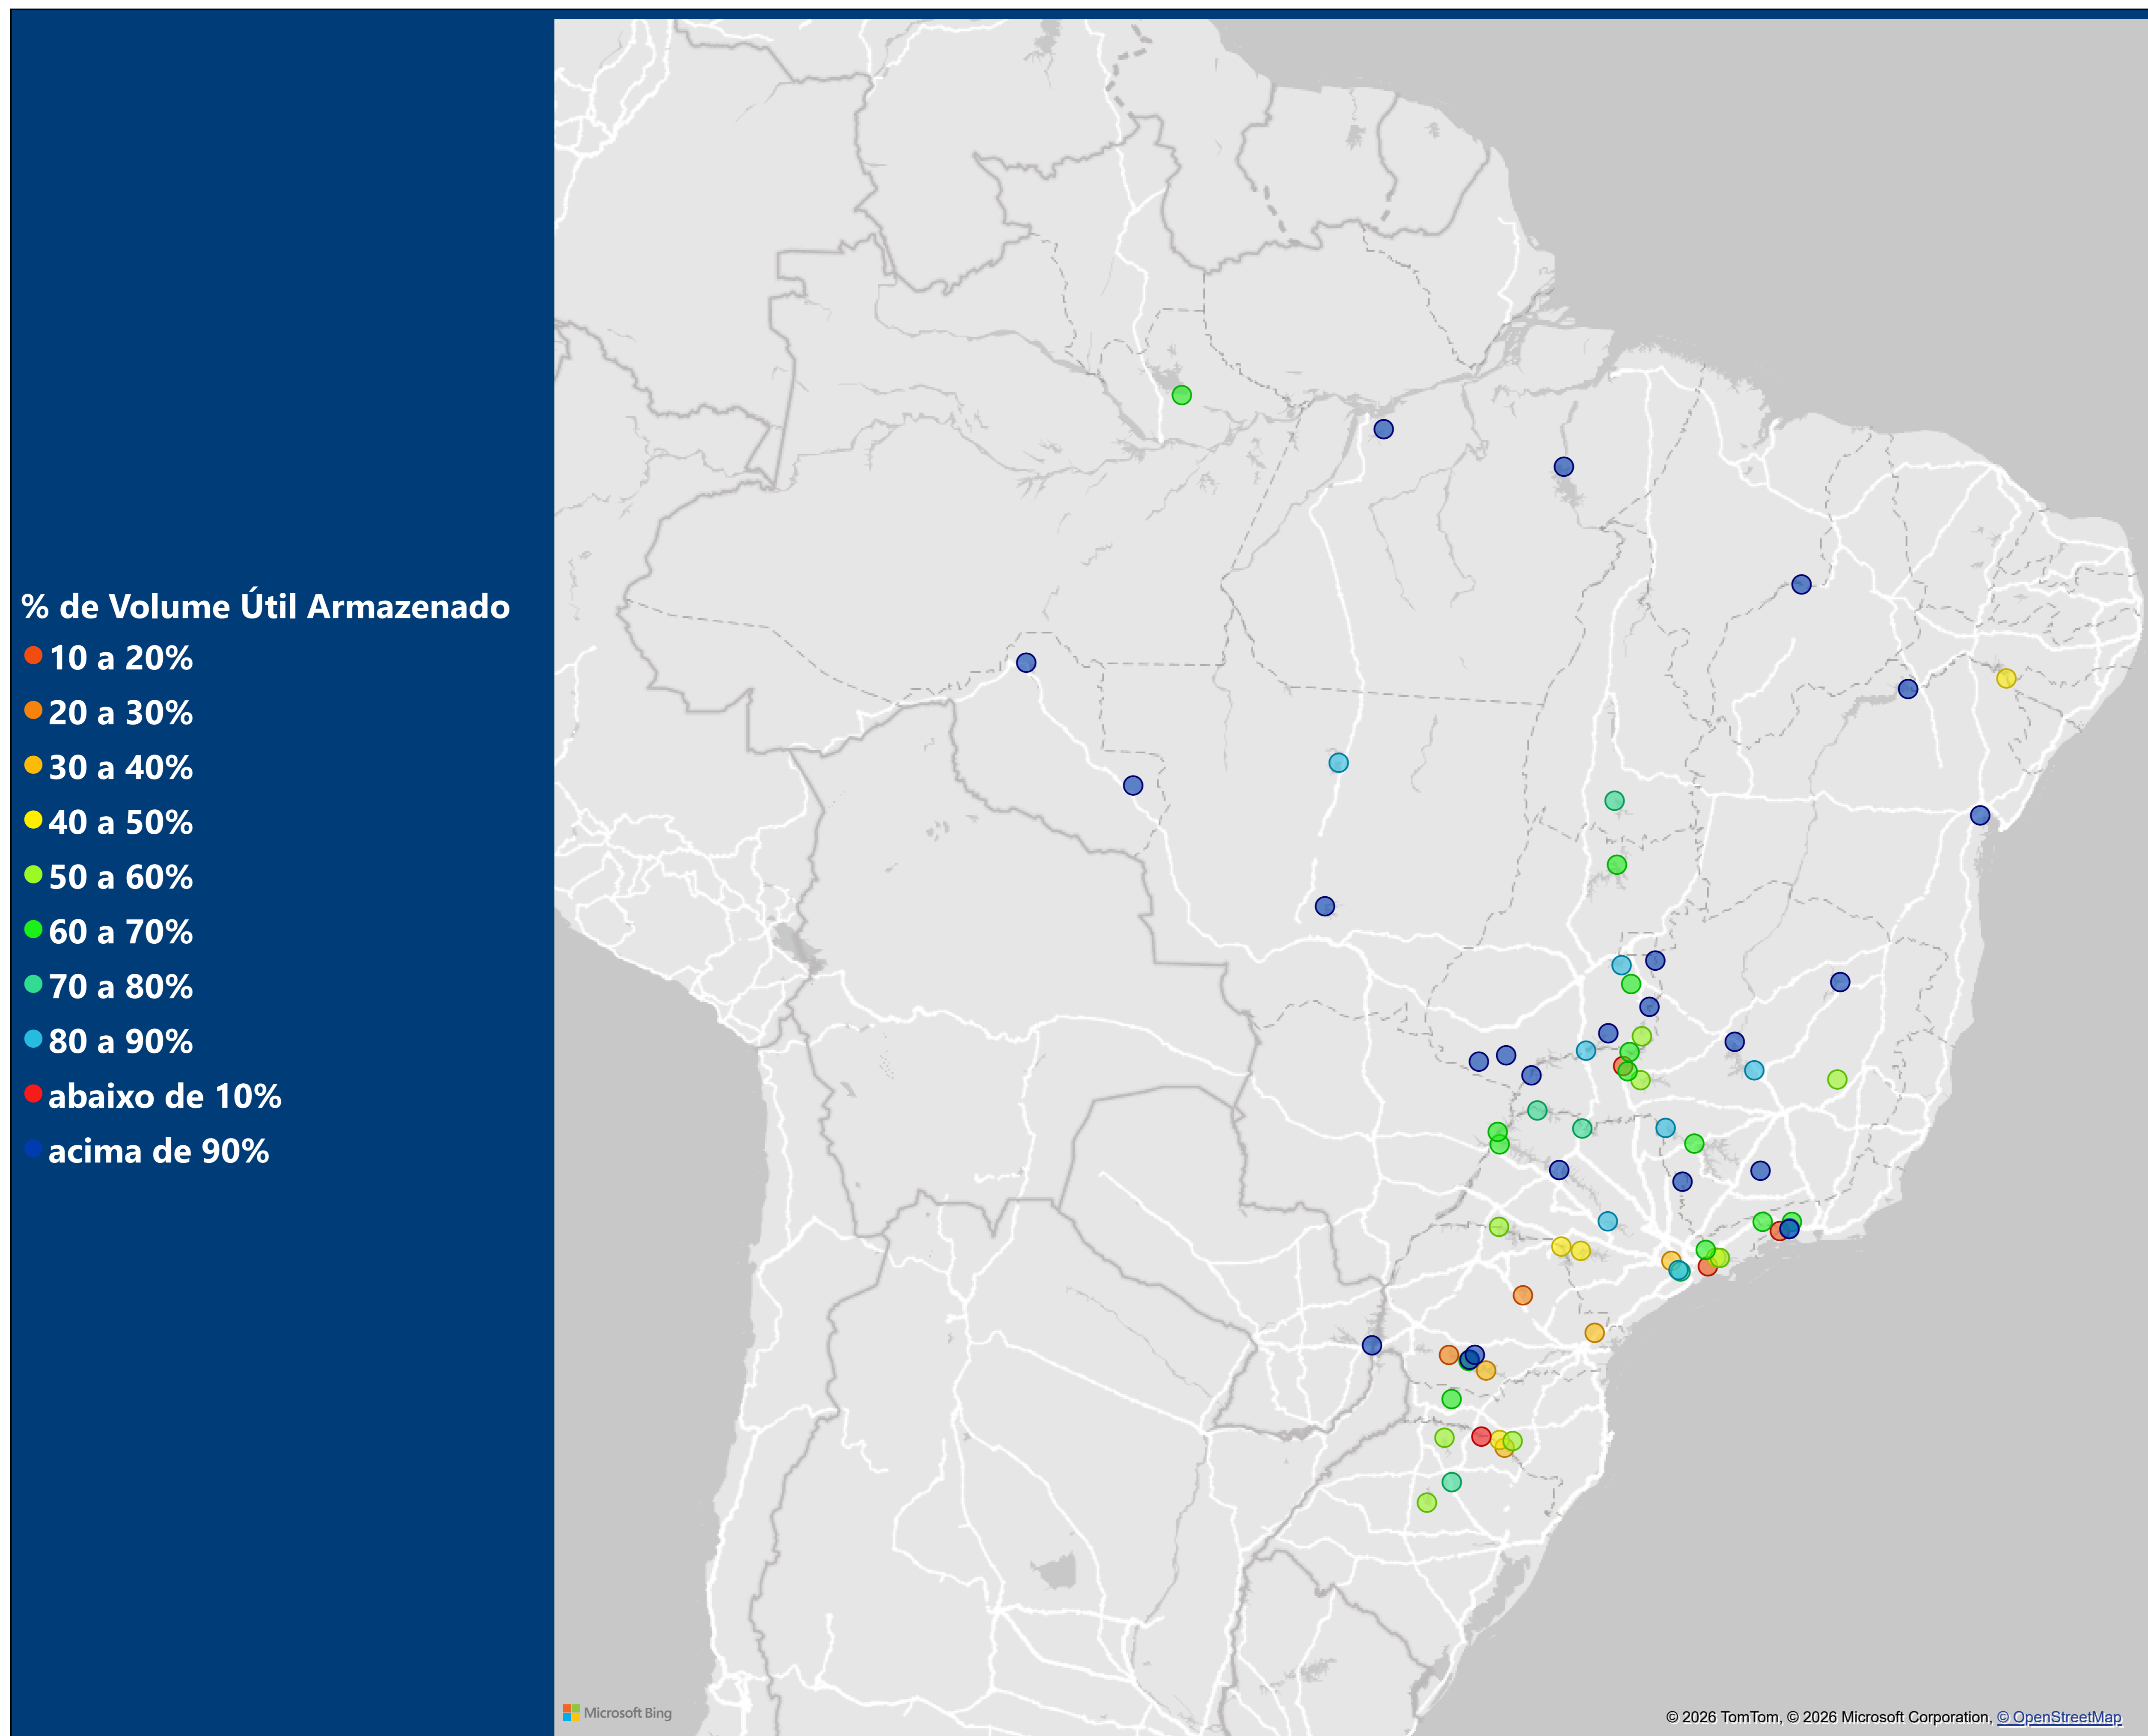 % de Volume Útil Armazenado
10 a 20%
20 a 30%
30 a 40%
40 a 50%
50 a 60%
60 a 70%
70 a 80%
80 a 90%
abaixo de 10%
acima de 90%
Microsoft Bing
© 2026 TomTom, © 2026 Microsoft Corporation, © OpenStreetMap